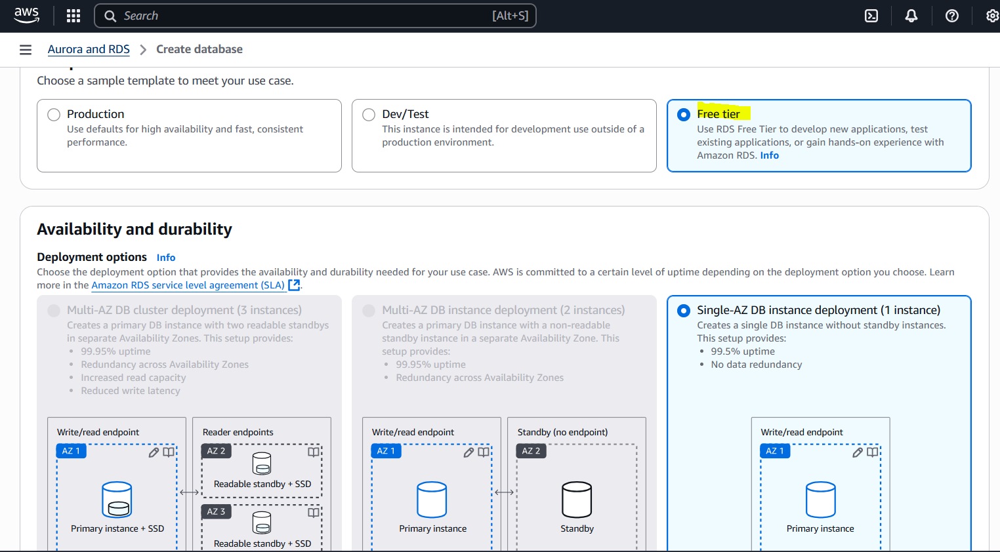 aws
Search
[Alt+S]
Aurora and RDS > Create database
Choose a sample template to meet your use case.
Production
Use defaults for high availability and fast, consistent
performance.
Dev/Test
This instance is intended for development use outside of a
production environment.
Free tier
Use RDS Free Tier to develop new applications, test
existing applications, or gain hands-on experience with
Amazon RDS. Info
Availability and durability
Deployment options Info
Choose the deployment option that provides the availability and durability needed for your use case. AWS is committed to a certain level of uptime depending on the deployment option you choose. Learn
more in the Amazon RDS service level agreement (SLA).
Multi-AZ DB cluster deployment (3 instances)
Creates a primary DB instance with two readable standbys
in separate Availability Zones. This setup provides:
• 99.95% uptime
• Redundancy across Availability Zones
• Increased read capacity
• Reduced write latency
Write/read endpoint
AZ 1
Primary instance + SSD
Reader endpoints
AZ 2
Readable standby + SSD
AZ 3
Readable standby + SSD
Multi-AZ DB instance deployment (2 instances)
Creates a primary DB instance with a non-readable
standby instance in a separate Availability Zone. This
setup provides:
• 99.95% uptime
• Redundancy across Availability Zones
Write/read endpoint
AZ 1
Primary instance
Standby (no endpoint)
AZ 2
Standby
Single-AZ DB instance deployment (1 instance)
Creates a single DB instance without standby instances.
This setup provides:
• 99.5% uptime
• No data redundancy
Write/read endpoint
AZ 1
Primary instance